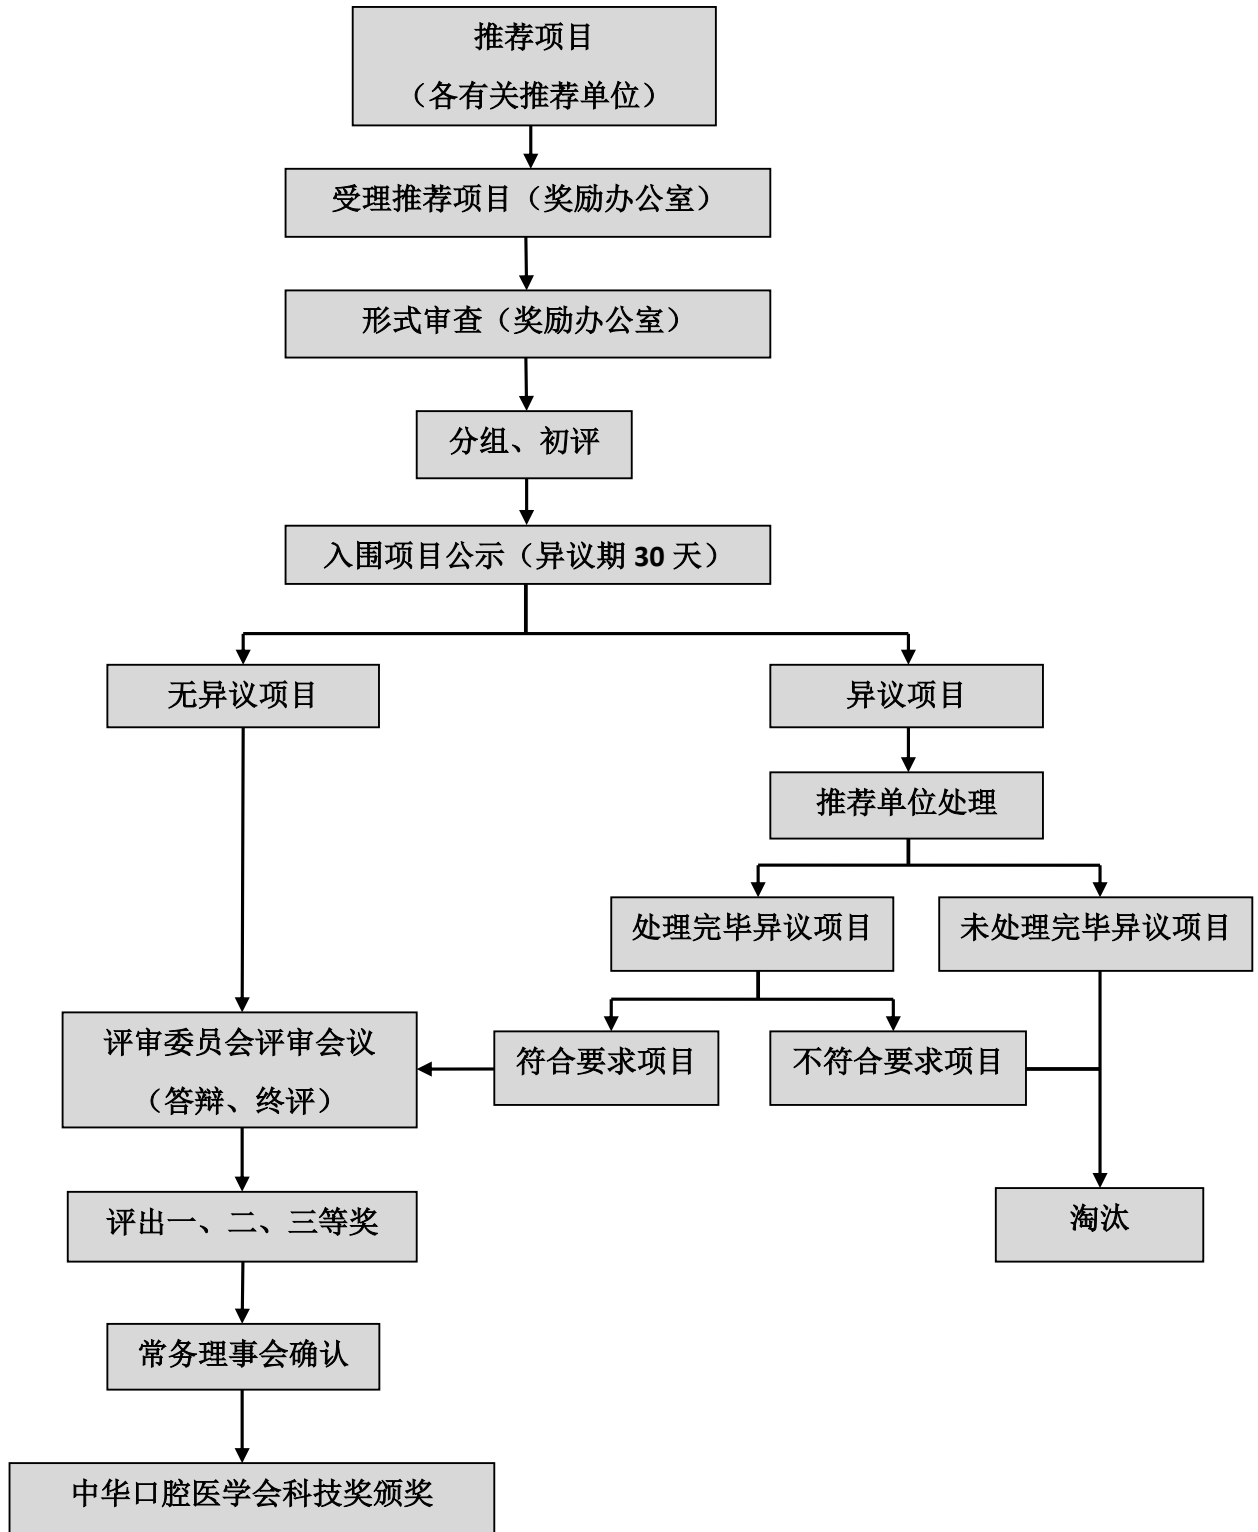 推荐项目
（各有关推荐单位）
受理推荐项目（奖励办公室）
形式审查（奖励办公室）
分组、初评
入围项目公示（异议期 30 天）
无异议项目
异议项目
推荐单位处理
处理完毕异议项目
未处理完毕异议项目
评审委员会评审会议
（答辩、终评）
符合要求项目
不符合要求项目
评出一、二、三等奖
淘汰
常务理事会确认
中华口腔医学会科技奖颁奖